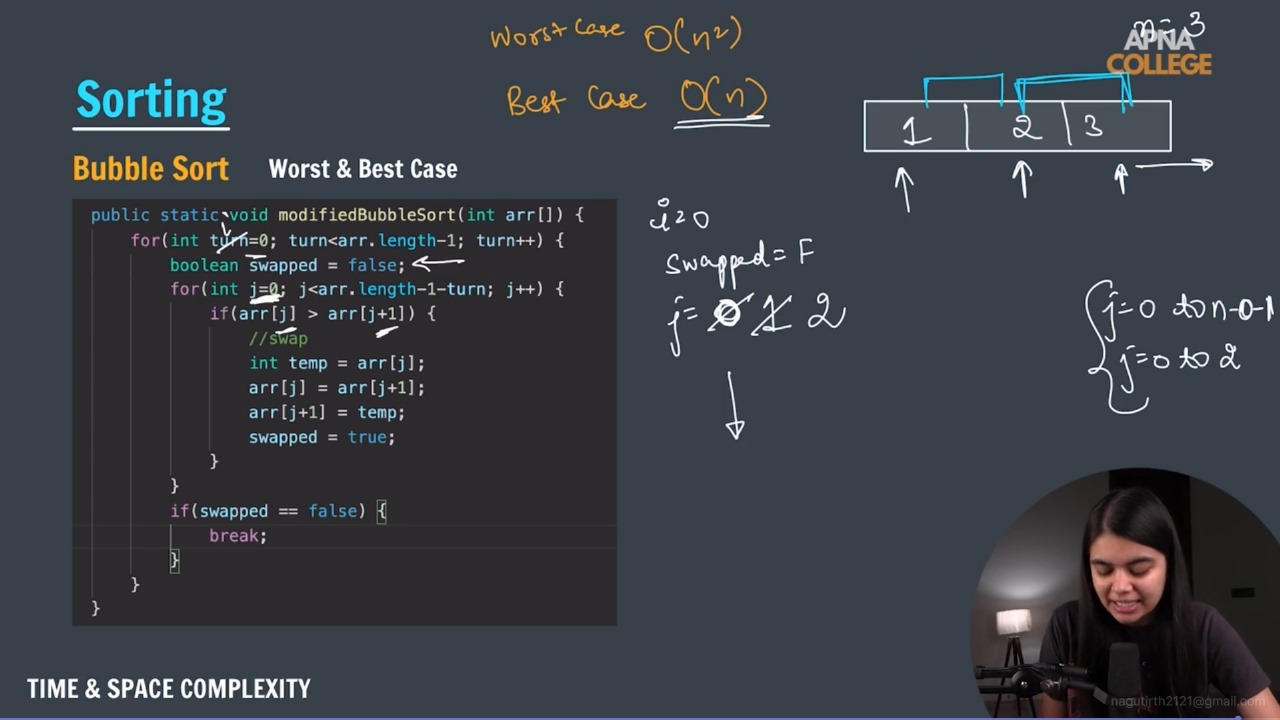 Worst Case O(n²)
Best Case O(n)
n = 3
APNA
COLLEGE
Sorting
1 2 3
Bubble Sort Worst & Best Case
public static void modifiedBubbleSort(int arr[]) {
for(int turn=0; turn<arr.length-1; turn++) {
boolean swapped = false;
for(int j=0; j<arr.length-1-turn; j++) {
if(arr[j] > arr[j+1]) {
//swap
int temp = arr[j];
arr[j] = arr[j+1];
arr[j+1] = temp;
swapped = true;
}
}
if(swapped == false) {
break;
}
}
}
i=0
swapped = F
j= 0 1 2
j=0 to n-0-1
j=0 to 2
TIME & SPACE COMPLEXITY
nagutirth2121@gmail.com